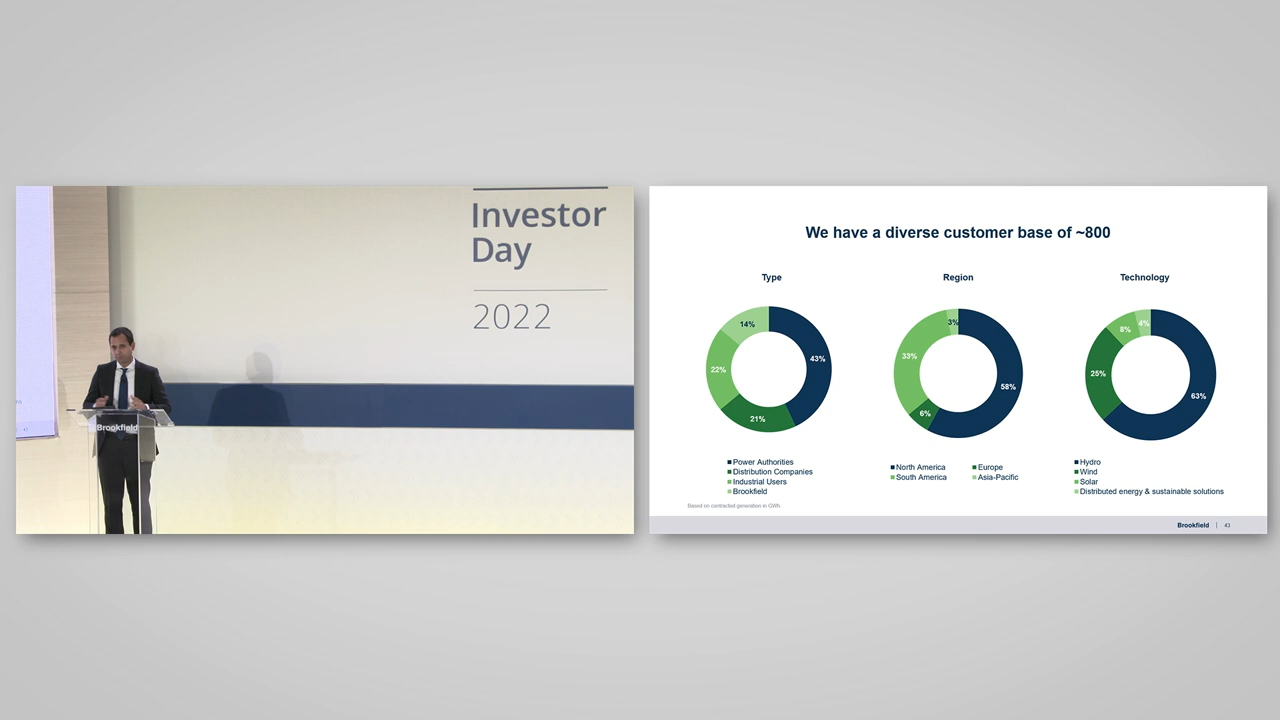 Investor
Day
2022
Brookfield
We have a diverse customer base of ~800
Type
14%
43%
22%
21%
Power Authorities
Distribution Companies
Industrial Users
Brookfield
Region
3%
33%
58%
6%
North America
Europe
South America
Asia-Pacific
Technology
4%
8%
25%
63%
Hydro
Wind
Solar
Distributed energy & sustainable solutions
Based on contracted generation in GWh.
Brookfield | 43